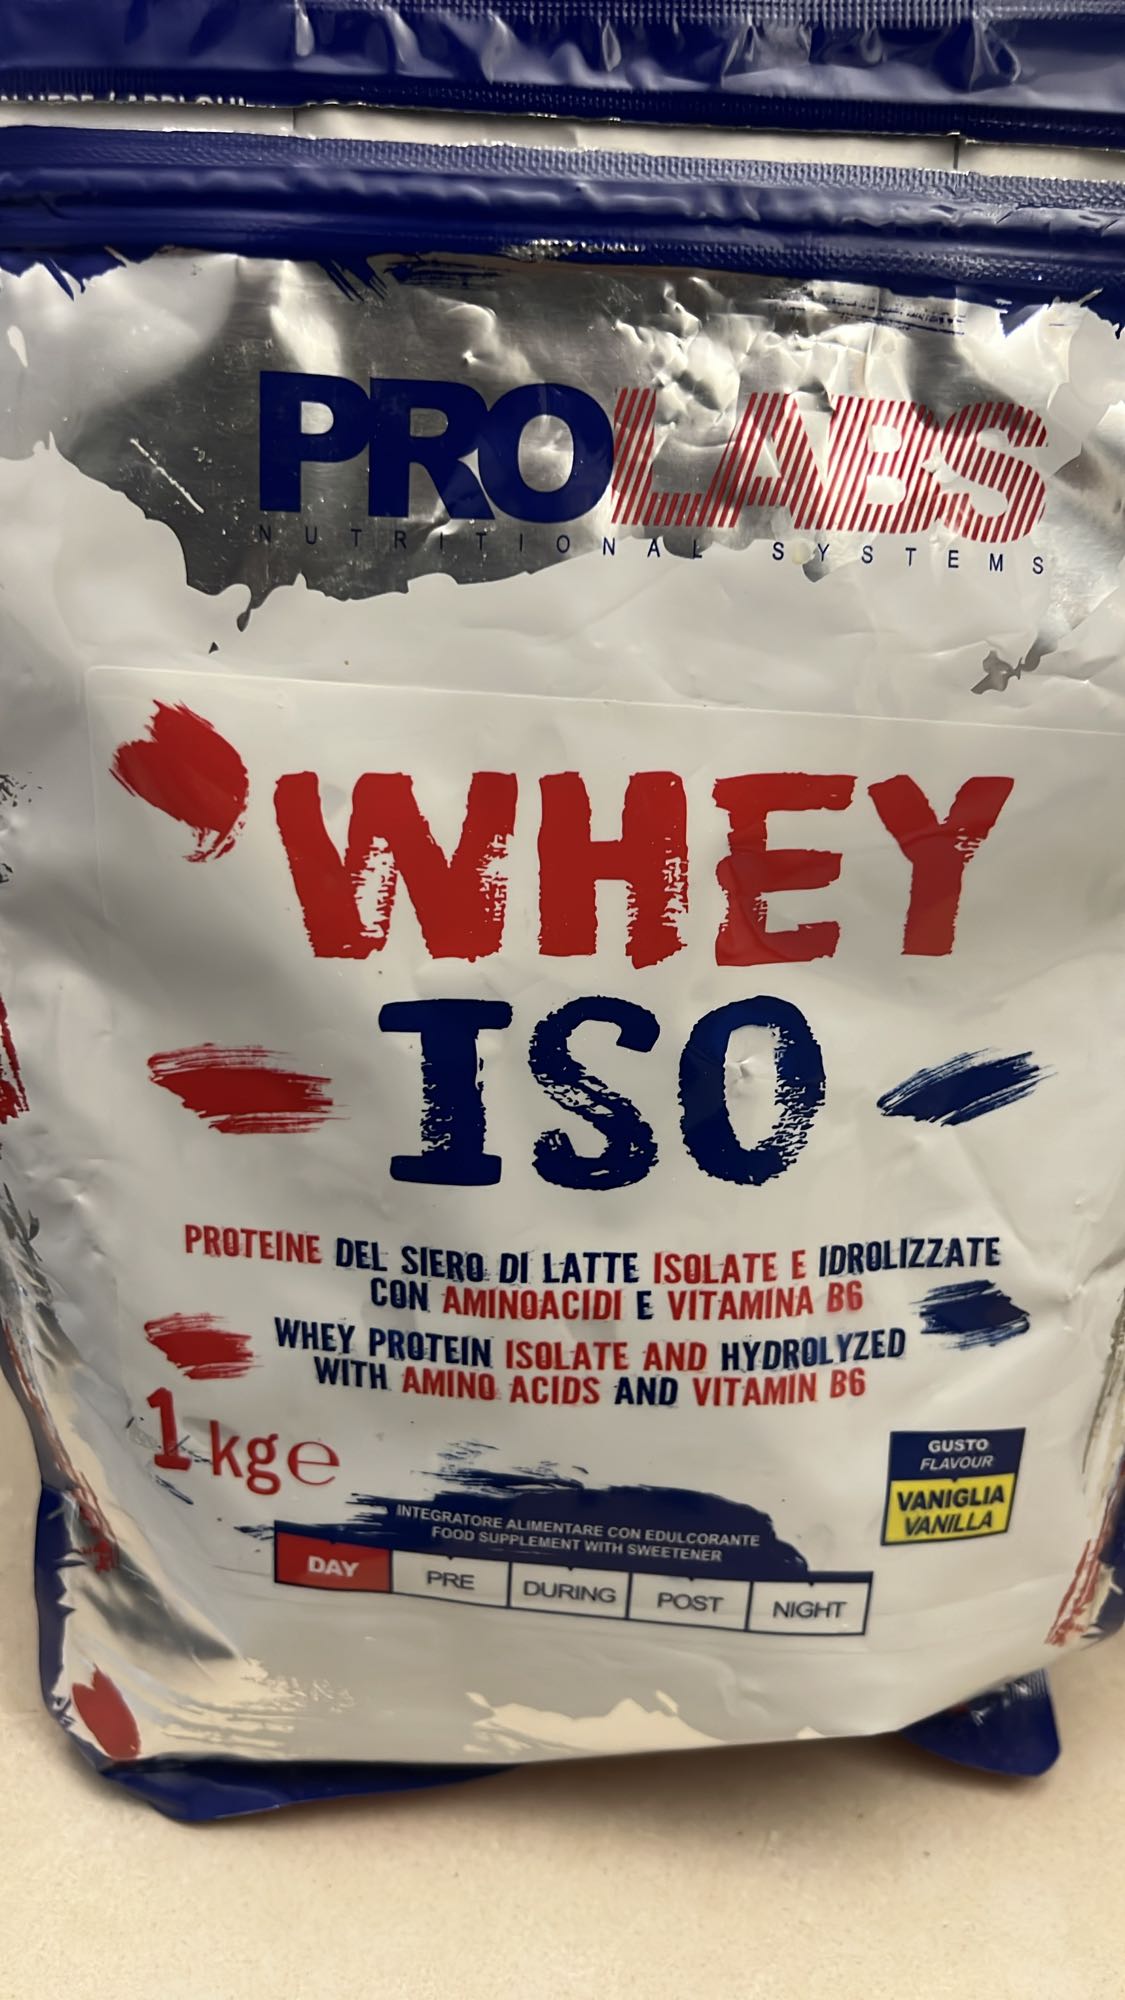 PROLABS
NUTRITIONAL SYSTEMS
WHEY
ISO
PROTEINE DEL SIERO DI LATTE ISOLATE E IDROLIZZATE
CON AMINOACIDI E VITAMINA B6
WHEY PROTEIN ISOLATE AND HYDROLYZED
WITH AMINO ACIDS AND VITAMIN B6
1 kg ℮
GUSTO
FLAVOUR
VANIGLIA
VANILLA
INTEGRATORE ALIMENTARE CON EDULCORANTE
FOOD SUPPLEMENT WITH SWEETENER
DAY PRE DURING POST NIGHT